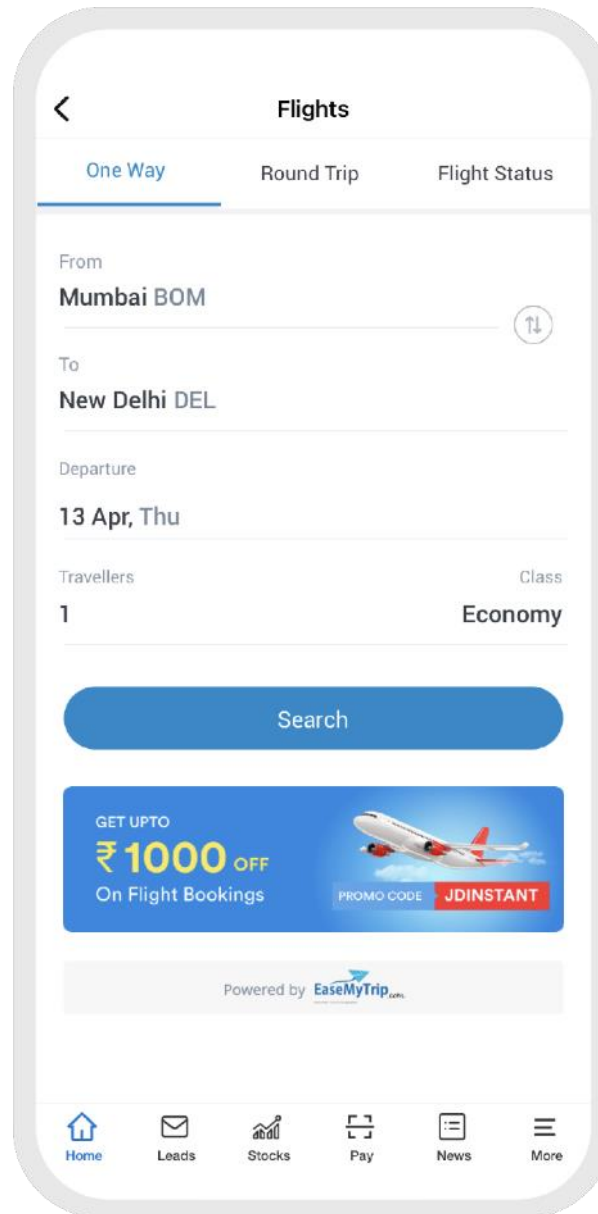 Flights
One Way Round Trip Flight Status
From
Mumbai BOM
To
New Delhi DEL
Departure
13 Apr, Thu
Travellers Class
1 Economy
Search
GET UPTO
₹1000 OFF
On Flight Bookings
PROMO CODE JDINSTANT
Powered by EaseMyTrip.com
Home Leads Stocks Pay News More